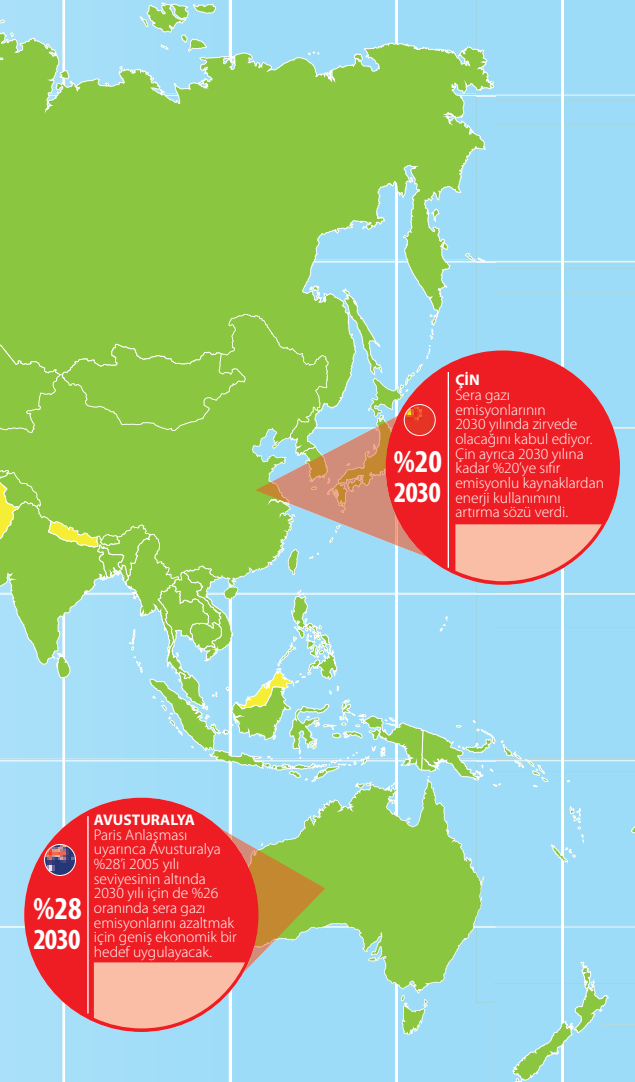 ÇİN
Sera gazı
emisyonlarının
2030 yılında zirvede
olacağını kabul ediyor.
Çin ayrıca 2030 yılına
kadar %20'ye sıfır
emisyonlu kaynaklardan
enerji kullanımını
artırma sözü verdi.
%20
2030
AVUSTURALYA
Paris Anlaşması
uyarınca Avusturalya
%28'i 2005 yılı
seviyesinin altında
2030 yılı için de %26
oranında sera gazı
emisyonlarını azaltmak
için geniş ekonomik bir
hedef uygulayacak.
%28
2030